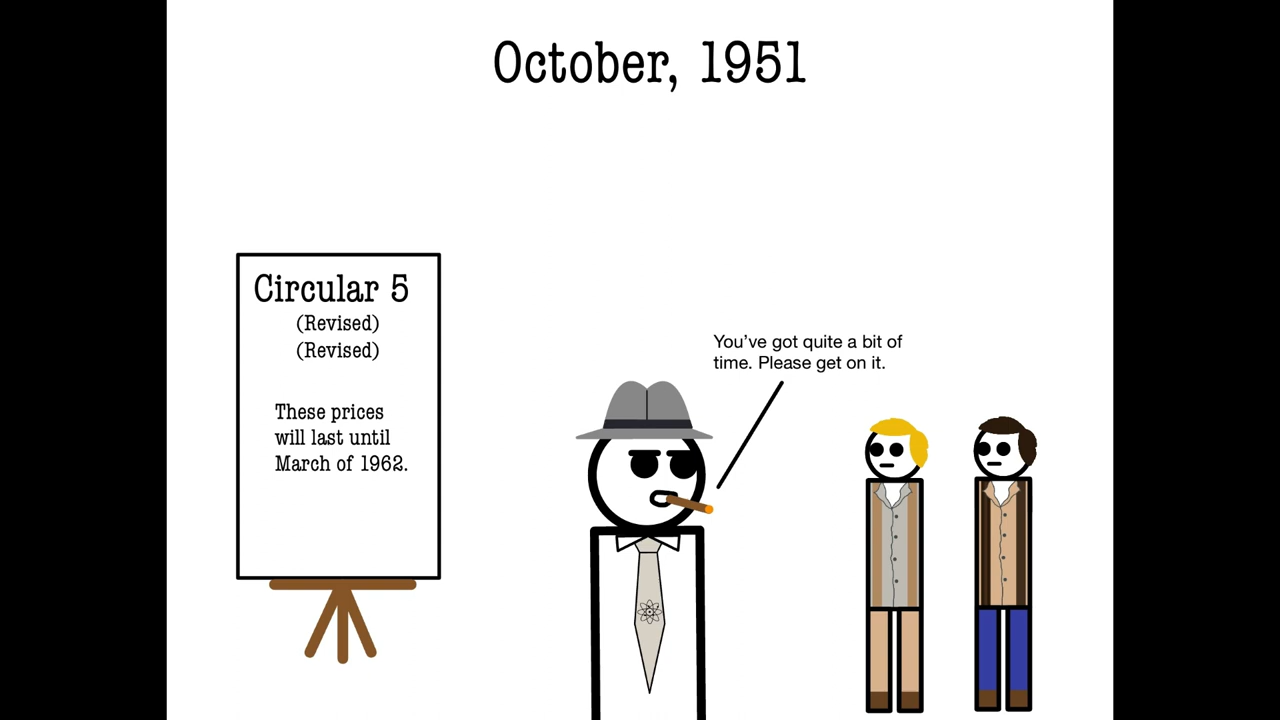 October, 1951
Circular 5
(Revised)
(Revised)
These prices
will last until
March of 1962.
You've got quite a bit of
time. Please get on it.